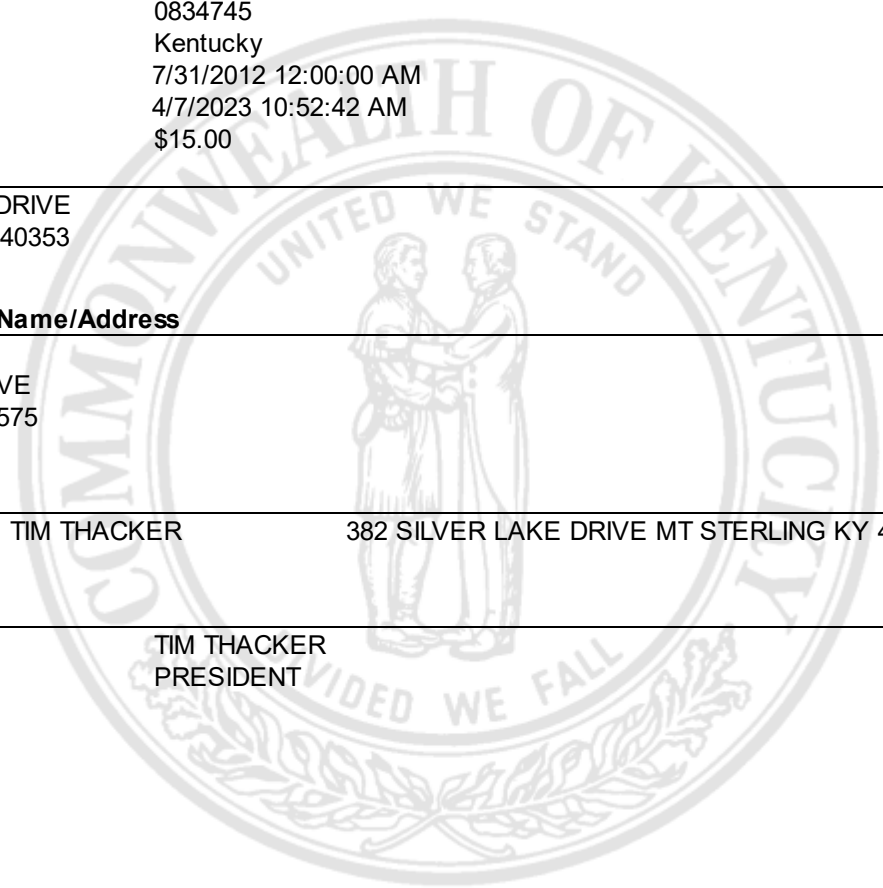 0834745
Kentucky
7/31/2012 12:00:00 AM
4/7/2023 10:52:42 AM
$15.00
DRIVE
40353
Name/Address
VE
575
TIM THACKER 382 SILVER LAKE DRIVE MT STERLING KY 4
TIM THACKER
PRESIDENT
COMMONWEALTH OF KENTUCKY
UNITED WE STAND
DIVIDED WE FALL